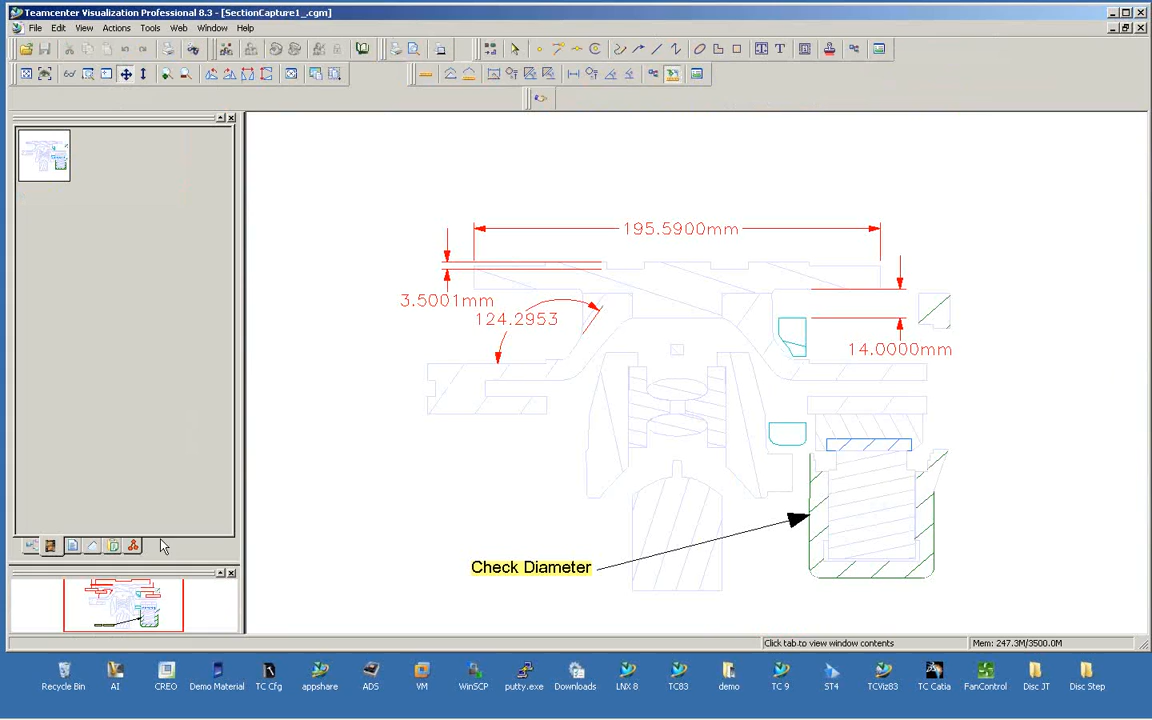 Teamcenter Visualization Professional 8.3 - [SectionCapture1_.cgm]
File View Actions Tools Web Window Help
195.5900mm
3.5001mm
124.2953
14.0000mm
Check Diameter
Click tab to view window contents
Mem: 247.3M/3500.0M
Recycle Bin AI CREO Demo Material TC Cfg appshare ADS VM WinSCP putty.exe Downloads LNX 8 TC83 demo TC 9 ST4 TCViz83 TC Catia FanControl Disc JT Disc Step